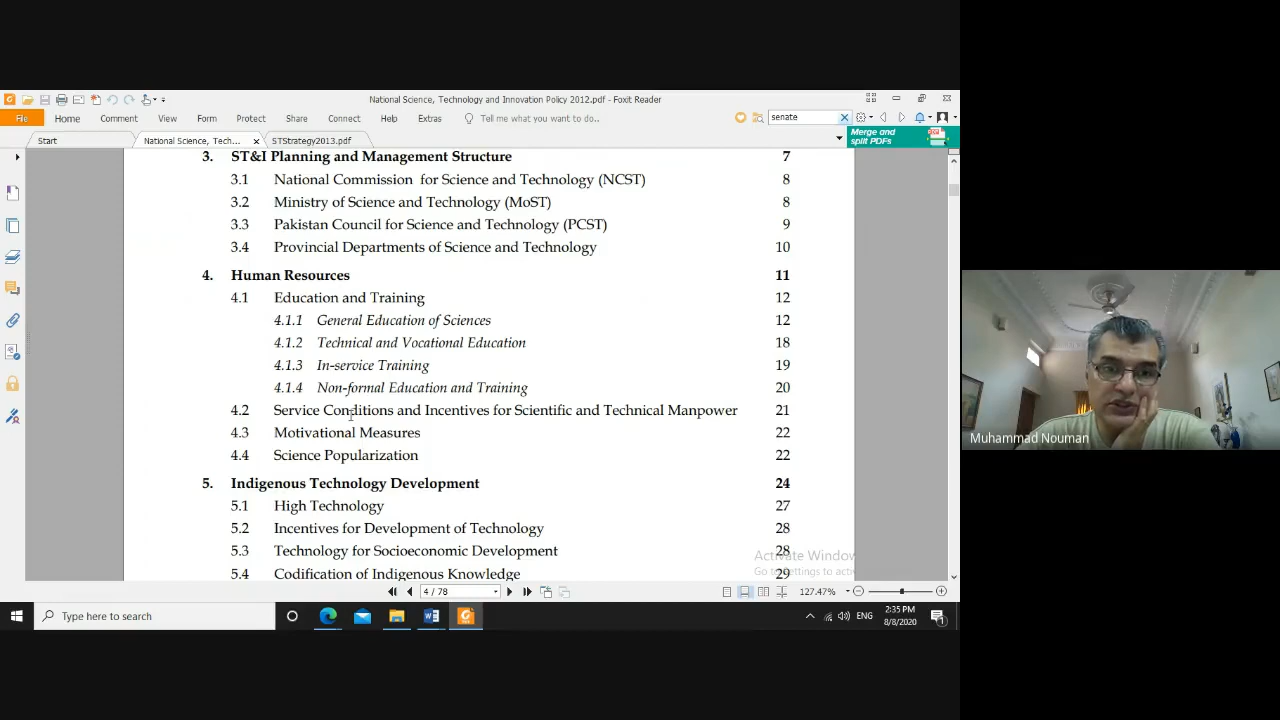 National Science, Technology and Innovation Policy 2012.pdf - Foxit Reader
File Home Comment View Form Protect Share Connect Help Extras Tell me what you want to do.. senate
Start National Science, Tech... STStrategy2013.pdf Merge and
split PDFs
3. ST&I Planning and Management Structure 7
3.1 National Commission for Science and Technology (NCST) 8
3.2 Ministry of Science and Technology (MoST) 8
3.3 Pakistan Council for Science and Technology (PCST) 9
3.4 Provincial Departments of Science and Technology 10
4. Human Resources 11
4.1 Education and Training 12
4.1.1 General Education of Sciences 12
4.1.2 Technical and Vocational Education 18
4.1.3 In-service Training 19
4.1.4 Non-formal Education and Training 20
4.2 Service Conditions and Incentives for Scientific and Technical Manpower 21
4.3 Motivational Measures 22
4.4 Science Popularization 22
5. Indigenous Technology Development 24
5.1 High Technology 27
5.2 Incentives for Development of Technology 28
5.3 Technology for Socioeconomic Development 28
5.4 Codification of Indigenous Knowledge 29
Activate Window
Go to Settings to activ
4 / 78 127.47%
Type here to search ENG 2:35 PM
8/8/2020
Muhammad Nouman